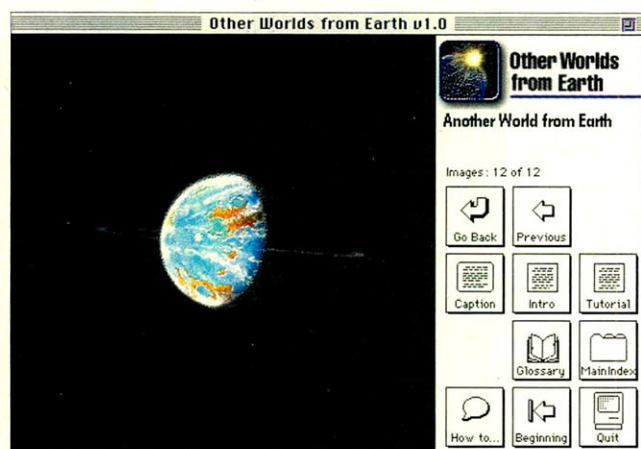 Other Worlds from Earth v1.0
Other Worlds
from Earth
Another World from Earth
Images: 12 of 12
Go Back
Previous
Caption
Intro
Tutorial
Glossary
MainIndex
How to...
Beginning
Quit